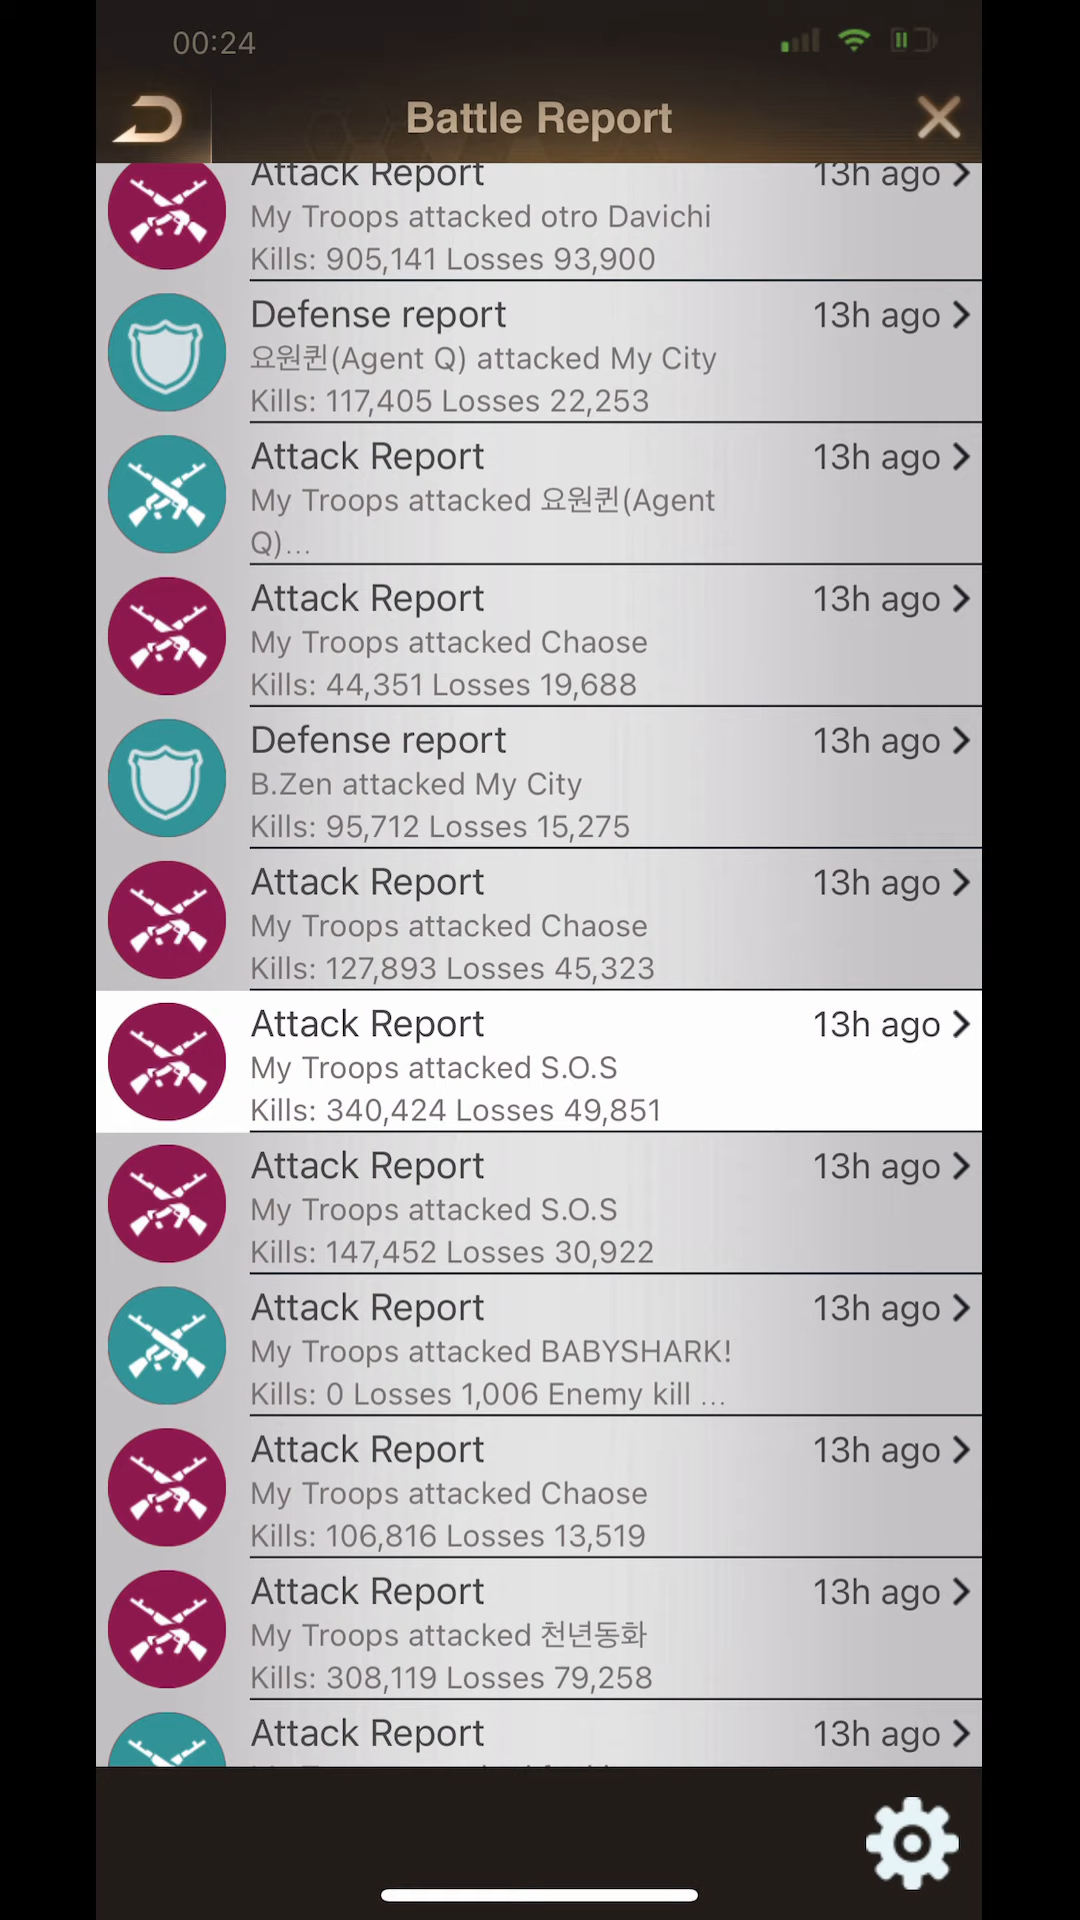 00:24
Battle Report
Attack Report 13h ago
My Troops attacked otro Davichi
Kills: 905,141 Losses 93,900
Defense report 13h ago
요원퀸(Agent Q) attacked My City
Kills: 117,405 Losses 22,253
Attack Report 13h ago
My Troops attacked 요원퀸(Agent
Q)...
Attack Report 13h ago
My Troops attacked Chaose
Kills: 44,351 Losses 19,688
Defense report 13h ago
B.Zen attacked My City
Kills: 95,712 Losses 15,275
Attack Report 13h ago
My Troops attacked Chaose
Kills: 127,893 Losses 45,323
Attack Report 13h ago
My Troops attacked S.O.S
Kills: 340,424 Losses 49,851
Attack Report 13h ago
My Troops attacked S.O.S
Kills: 147,452 Losses 30,922
Attack Report 13h ago
My Troops attacked BABYSHARK!
Kills: 0 Losses 1,006 Enemy kill ...
Attack Report 13h ago
My Troops attacked Chaose
Kills: 106,816 Losses 13,519
Attack Report 13h ago
My Troops attacked 천년동화
Kills: 308,119 Losses 79,258
Attack Report 13h ago